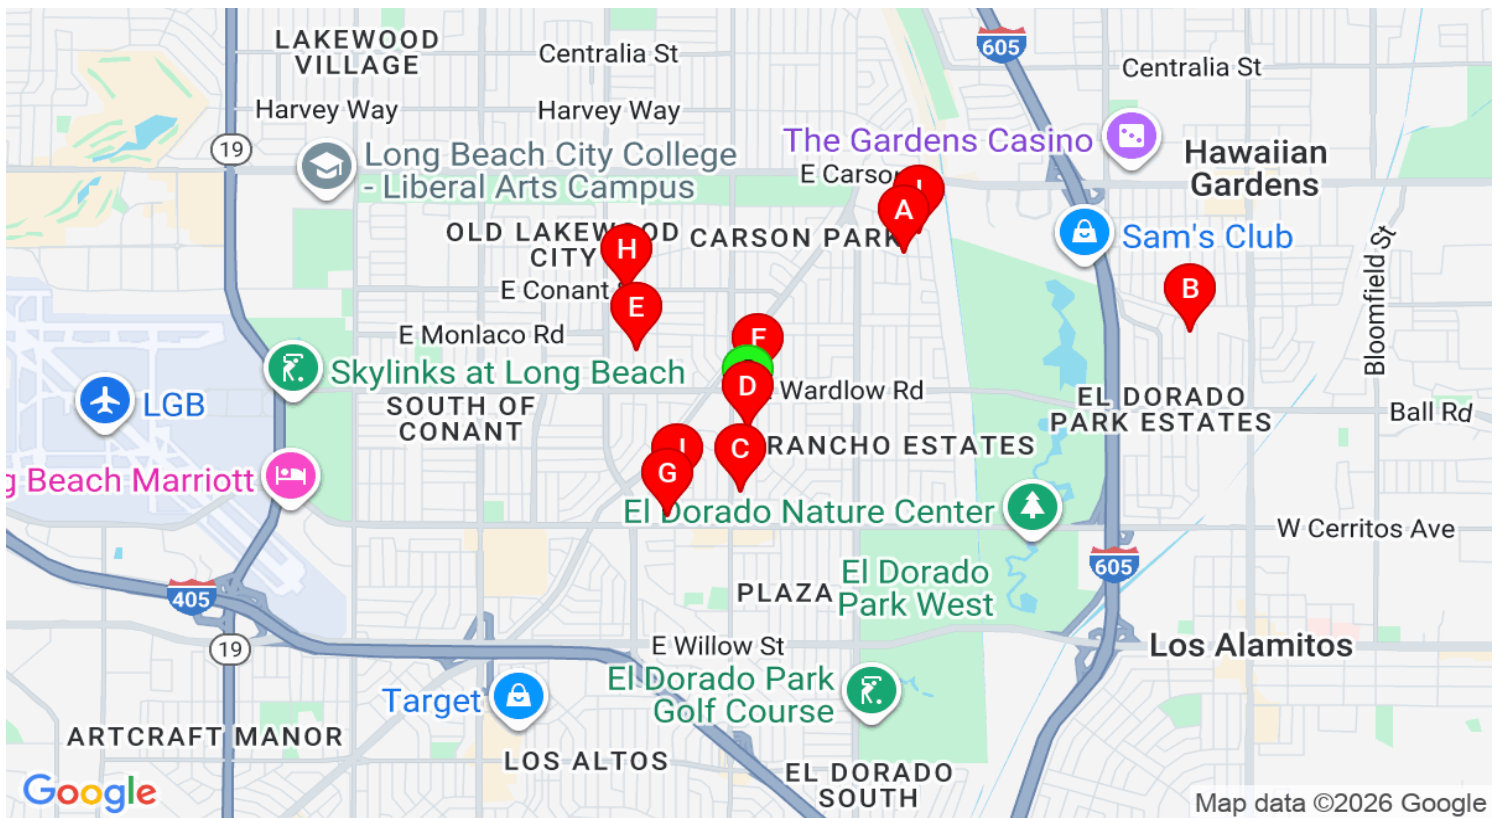 LAKEWOOD
VILLAGE
Centralia St
605
Centralia St
Harvey Way
Harvey Way
19
The Gardens Casino
Long Beach City College
- Liberal Arts Campus
E Carson
Hawaiian
Gardens
A
OLD LAKEWOOD
CITY
CARSON PARK
Sam's Club
H
E Conant
B
E
Bloomfield St
E Monlaco Rd
F
Skylinks at Long Beach
D
Wardlow Rd
LGB
SOUTH OF
CONANT
EL DORADO
PARK ESTATES
Ball Rd
C
RANCHO ESTATES
G
g Beach Marriott
El Dorado Nature Center
W Cerritos Ave
605
405
PLAZA
El Dorado
Park West
19
E Willow St
Los Alamitos
Target
El Dorado Park
Golf Course
ARTCRAFT MANOR
LOS ALTOS
EL DORADO
SOUTH
Google
Map data ©2026 Google